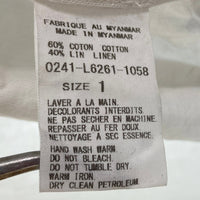 FABRIQUE AU MYANMAR
MADE IN MYANMAR
60% COTON COTTON
40% LIN LINEN
0241-L6261-1058
SIZE 1
LAVER A LA MAIN.
DECOLORANTS INTERDITS
NE PAS SECHER EN MACHINE.
REPASSER AU FER DOUX
NETTOYAGE A SEC ESSENCE.
HAND WASH WARM
DO NOT BLEACH.
DO NOT TUMBLE DRY.
WARM IRON.
DRY CLEAN PETROLEUM